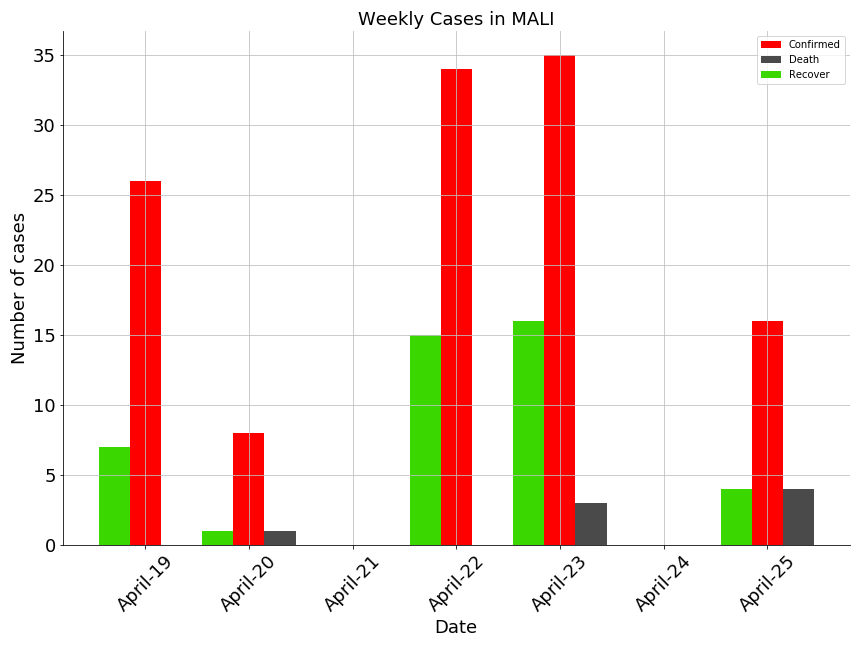 Weekly Cases in MALI
Confirmed
Death
Recover
Number of cases
35
30
25
20
15
10
5
0
April-19
April-20
April-21
April-22
April-23
April-24
April-25
Date